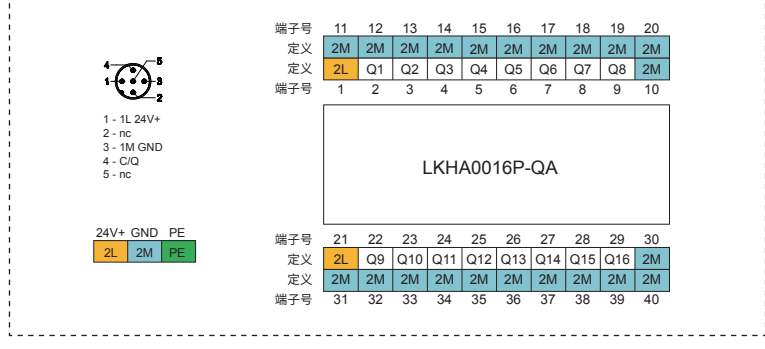 端子号 11 12 13 14 15 16 17 18 19 20
定义 2M 2M 2M 2M 2M 2M 2M 2M 2M 2M
定义 2L Q1 Q2 Q3 Q4 Q5 Q6 Q7 Q8 2M
端子号 1 2 3 4 5 6 7 8 9 10
4 5
1 3
2
1 - 1L 24V+
2 - nc
3 - 1M GND
4 - C/Q
5 - nc
LKHA0016P-QA
24V+ GND PE
2L 2M PE
端子号 21 22 23 24 25 26 27 28 29 30
定义 2L Q9 Q10 Q11 Q12 Q13 Q14 Q15 Q16 2M
定义 2M 2M 2M 2M 2M 2M 2M 2M 2M 2M
端子号 31 32 33 34 35 36 37 38 39 40